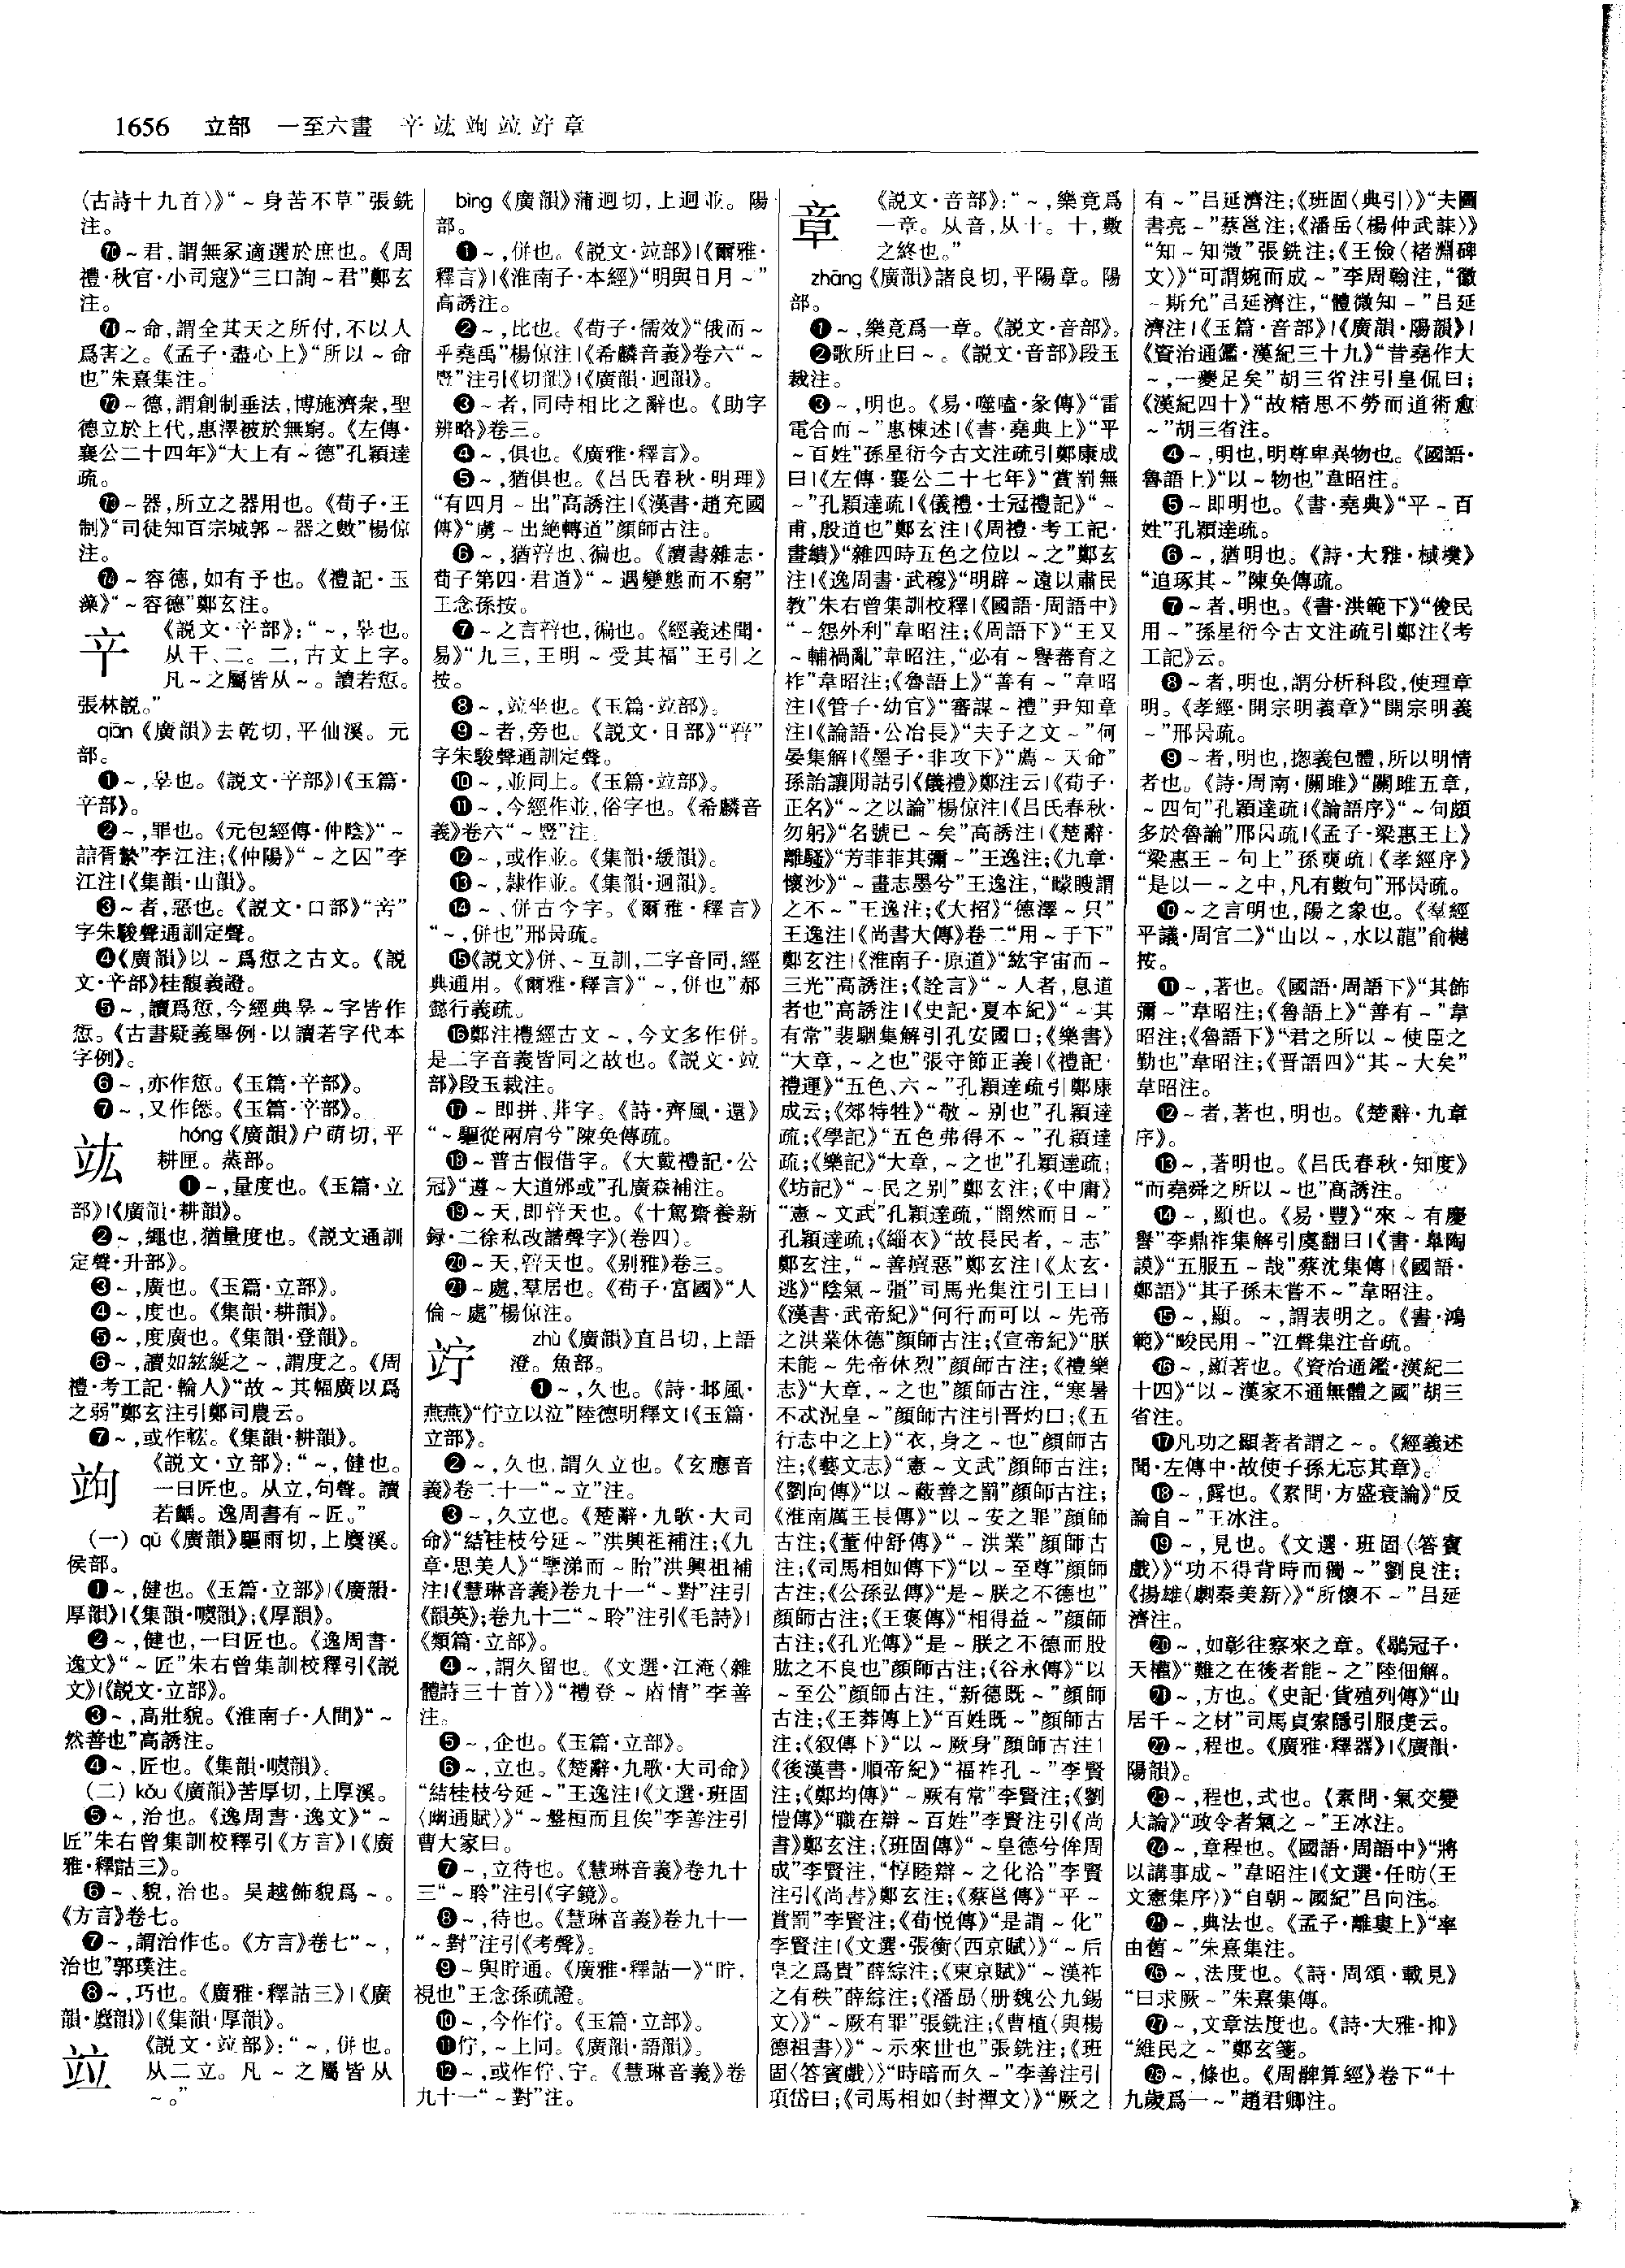 1656 立部 一至六畫 䇂竑竘竝竚章
〈古詩十九首〉》“～身苦不草”張銑
注。
⑰～君,謂無冢適選於庶也。《周
禮·秋官·小司寇》“三曰詢～君”鄭玄
注。
～命,謂全其天之所付,不以人
爲害之。《孟子·盡心上》“所以～命
也”朱熹集注。
～德,謂創制垂法,博施濟衆,聖
德立於上代,惠澤被於無窮。《左傳·
襄公二十四年》“大上有～德”孔穎達
疏。
～器,所立之器用也。《荀子·王
制》“司徒知百宗城郭～器之數”楊倞
注。
～容德,如有予也。《禮記·玉
藻》“～容德”鄭玄注。
䇂
《説文·䇂部》:“～,辠也。
从干、二。二,古文上字。
凡～之屬皆从～。讀若愆。
張林説。”
qiān《廣韻》去乾切,平仙溪。元
部。
❶～,辠也。《説文·䇂部》|《玉篇·
䇂部》。
❷～,罪也。《元包經傳·仲陰》“～
䛩胥縶”李江注;《仲陽》“～之囚”李
江注|《集韻·山韻》。
❸～者,惡也。《説文·口部》“䇂”
字朱駿聲通訓定聲。
❹《廣韻》以～爲愆之古文。《説
文·䇂部》桂馥義證。
❺～,讀爲愆,今經典辠～字皆作
愆。《古書疑義舉例·以讀若字代本
字例》。
❻～,亦作愆。《玉篇·䇂部》。
❼～,又作㥶。《玉篇·䇂部》。
竑
hóng《廣韻》户萌切,平
耕匣。蒸部。
❶～,量度也。《玉篇·立
部》|《廣韻·耕韻》。
❷～,繩也,猶量度也。《説文通訓
定聲·升部》。
❸～,廣也。《玉篇·立部》。
❹～,度也。《集韻·耕韻》。
❺～,度廣也。《集韻·登韻》。
❻～,讀如紘綖之～,謂度之。《周
禮·考工記·輪人》“故～其幅廣以爲
之弱”鄭玄注引鄭司農云。
❼～,或作䡌。《集韻·耕韻》。
竘
《説文·立部》:“～,健也。
一曰匠也。从立,句聲。讀
若齲。逸周書有～匠。”
(一) qǔ《廣韻》驅雨切,上麌溪。
侯部。
❶～,健也。《玉篇·立部》|《廣韻·
厚韻》|《集韻·噳韻》;《厚韻》。
❷～,健也,一曰匠也。《逸周書·
逸文》“～匠”朱右曾集訓校釋引《説
文》|《説文·立部》。
❸～,高壯貌。《淮南子·人間》“～
然善也”高誘注。
❹～,匠也。《集韻·噳韻》。
(二) kǒu《廣韻》苦厚切,上厚溪。
❺～,治也。《逸周書·逸文》“～
匠”朱右曾集訓校釋引《方言》|《廣
雅·釋詁三》。
❻～、貌,治也。吴越飾貌爲～。
《方言》卷七。
❼～,謂治作也。《方言》卷七“～,
治也”郭璞注。
❽～,巧也。《廣雅·釋詁三》|《廣
韻·麌韻》|《集韻·厚韻》。
竝
《説文·竝部》:“～,併也。
从二立。凡～之屬皆从
～。”
bìng《廣韻》蒲迥切,上迥並。陽
部。
❶～,併也。《説文·竝部》|《爾雅·
釋言》|《淮南子·本經》“明與日月～”
高誘注。
❷～,比也。《荀子·儒效》“俄而～
乎堯禹”楊倞注|《希麟音義》卷六“～
豎”注引《切韻》|《廣韻·迥韻》。
❸～者,同時相比之辭也。《助字
辨略》卷三。
❹～,俱也。《廣雅·釋言》。
❺～,猶俱也。《吕氏春秋·明理》
“有四月～出”高誘注|《漢書·趙充國
傳》“虜～出絶轉道”顔師古注。
❻～,猶普也、徧也。《讀書雜志·
荀子第四·君道》“～遇變態而不窮”
王念孫按。
❼～之言普也,徧也。《經義述聞·
易》“九三,王明～受其福”王引之
按。
❽～,竝坐也。《玉篇·竝部》。
❾～者,旁也。《説文·日部》“普”
字朱駿聲通訓定聲。
❿～,並同上。《玉篇·竝部》。
⓫～,今經作並,俗字也。《希麟音
義》卷六“～豎”注。
⓬～,或作並。《集韻·緩韻》。
⓭～,隸作並。《集韻·迥韻》。
⓮～、併古今字。《爾雅·釋言》
“～,併也”邢昺疏。
⓯《説文》併、～互訓,二字音同,經
典通用。《爾雅·釋言》“～,併也”郝
懿行義疏。
⓰鄭注禮經古文～,今文多作併。
是二字音義皆同之故也。《説文·竝
部》段玉裁注。
⓱～即拼、幷字。《詩·齊風·還》
“～驅從兩肩兮”陳奂傳疏。
⓲～普古假借字。《大戴禮記·公
冠》“遵～大道邠或”孔廣森補注。
⓳～天,即普天也。《十駕齋養新
録·二徐私改諧聲字》(卷四)。
⓴～天,普天也。《别雅》卷三。
㉑～處,羣居也。《荀子·富國》“人
倫～處”楊倞注。
竚
zhù《廣韻》直吕切,上語
澄。魚部。
❶～,久也。《詩·邶風·
燕燕》“佇立以泣”陸德明釋文|《玉篇·
立部》。
❷～,久也,謂久立也。《玄應音
義》卷二十一“～立”注。
❸～,久立也。《楚辭·九歌·大司
命》“結桂枝兮延～”洪興祖補注;《九
章·思美人》“擥涕而～眙”洪興祖補
注|《慧琳音義》卷九十一“～對”注引
《韻英》;卷九十二“～聆”注引《毛詩》|
《類篇·立部》。
❹～,謂久留也。《文選·江淹〈雜
體詩三十首〉》“禮登～睿情”李善
注。
❺～,企也。《玉篇·立部》。
❻～,立也。《楚辭·九歌·大司命》
“結桂枝兮延～”王逸注|《文選·班固
〈幽通賦〉》“～盤桓而且俟”李善注引
曹大家曰。
❼～,立待也。《慧琳音義》卷九十
三“～聆”注引《字鏡》。
❽～,待也。《慧琳音義》卷九十一
“～對”注引《考聲》。
❾～與貯通。《廣雅·釋詁一》“貯,
視也”王念孫疏證。
❿～,今作佇。《玉篇·立部》。
⓫佇,～上同。《廣韻·語韻》。
⓬～,或作佇、宁。《慧琳音義》卷
九十一“～對”注。
章
《説文·音部》:“～,樂竟爲
一章。从音,从十。十,數
之終也。”
zhāng《廣韻》諸良切,平陽章。陽
部。
❶～,樂竟爲一章。《説文·音部》。
❷歌所止曰～。《説文·音部》段玉
裁注。
❸～,明也。《易·噬嗑·彖傳》“雷
電合而～”惠棟述|《書·堯典上》“平
～百姓”孫星衍今古文注疏引鄭康成
曰|《左傳·襄公二十七年》“賞罰無
～”孔穎達疏|《儀禮·士冠禮記》“～
甫,殷道也”鄭玄注|《周禮·考工記·
畫繢》“雜四時五色之位以～之”鄭玄
注|《逸周書·武穆》“明辟～遠以肅民
教”朱右曾集訓校釋|《國語·周語中》
“～怨外利”韋昭注;《周語下》“王又
～輔禍亂”韋昭注,“必有～譽蕃育之
祚”韋昭注;《魯語上》“善有～”韋昭
注|《管子·幼官》“審謀～禮”尹知章
注|《論語·公冶長》“夫子之文～”何
晏集解|《墨子·非攻下》“薦～天命”
孫詒讓閒詁引《儀禮》鄭注云|《荀子·
正名》“～之以論”楊倞注|《吕氏春秋·
勿躬》“名號已～矣”高誘注|《楚辭·
離騷》“芳菲菲其彌～”王逸注;《九章·
懷沙》“～畫志墨兮”王逸注,“矇瞍謂
之不～”王逸注;《大招》“德澤～只”
王逸注|《尚書大傳》卷二“用～于下”
鄭玄注|《淮南子·原道》“紘宇宙而～
三光”高誘注;《詮言》“～人者,息道
者也”高誘注|《史記·夏本紀》“～其
有常”裴駰集解引孔安國曰;《樂書》
“大章,～之也”張守節正義|《禮記·
禮運》“五色、六～”孔穎達疏引鄭康
成云;《郊特牲》“敬～别也”孔穎達
疏;《學記》“五色弗得不～”孔穎達
疏;《樂記》“大章,～之也”孔穎達疏;
《坊記》“～民之别”鄭玄注;《中庸》
“憲～文武”孔穎達疏,“闇然而日～”
孔穎達疏;《緇衣》“故長民者,～志”
鄭玄注,“～善癉惡”鄭玄注|《太玄·
逃》“陰氣～彊”司馬光集注引王曰|
《漢書·武帝紀》“何行而可以～先帝
之洪業休德”顔師古注;《宣帝紀》“朕
未能～先帝休烈”顔師古注;《禮樂
志》“大章,～之也”顔師古注,“寒暑
不忒況皇～”顔師古注引晋灼曰;《五
行志中之上》“衣,身之～也”顔師古
注;《藝文志》“憲～文武”顔師古注;
《劉向傳》“以～蔽善之罰”顔師古注;
《淮南厲王長傳》“以～安之罪”顔師
古注;《董仲舒傳》“～洪業”顔師古
注;《司馬相如傳下》“以～至尊”顔師
古注;《公孫弘傳》“是～朕之不德也”
顔師古注;《王褒傳》“相得益～”顔師
古注;《孔光傳》“是～朕之不德而股
肱之不良也”顔師古注;《谷永傳》“以
～至公”顔師古注,“新德既～”顔師
古注;《王莽傳上》“百姓既～”顔師古
注;《叙傳下》“以～厥身”顔師古注|
《後漢書·順帝紀》“福祚孔～”李賢
注;《鄭均傳》“～厥有常”李賢注;《劉
愷傳》“職在辯～百姓”李賢注引《尚
書》鄭玄注;《班固傳》“～皇德兮侔周
成”李賢注,“惇睦辯～之化洽”李賢
注引《尚書》鄭玄注;《蔡邕傳》“平～
賞罰”李賢注;《荀悦傳》“是謂～化”
李賢注|《文選·張衡〈西京賦〉》“～后
皇之爲貴”薛綜注;《東京賦》“～漢祚
之有秩”薛綜注;《潘勗〈册魏公九錫
文〉》“～厥有罪”張銑注;《曹植〈與楊
德祖書〉》“～示來世也”張銑注;《班
固〈答賓戲〉》“時暗而久～”李善注引
項岱曰;《司馬相如〈封禪文〉》“厥之
有～”吕延濟注;《班固〈典引〉》“夫圖
書亮～”蔡邕注;《潘岳〈楊仲武誄〉》
“知～知微”張銑注;《王儉〈褚淵碑
文〉》“可謂婉而成～”李周翰注,“徽
～斯允”吕延濟注,“體微知～”吕延
濟注|《玉篇·音部》|《廣韻·陽韻》|
《資治通鑑·漢紀三十九》“昔堯作大
～,一夔足矣”胡三省注引皇侃曰;
《漢紀四十》“故精思不勞而道術愈
～”胡三省注。
❹～,明也,明尊卑異物也。《國語·
魯語上》“以～物也”韋昭注。
❺～即明也。《書·堯典》“平～百
姓”孔穎達疏。
❻～,猶明也。《詩·大雅·棫樸》
“追琢其～”陳奂傳疏。
❼～者,明也。《書·洪範下》“俊民
用～”孫星衍今古文注疏引鄭注《考
工記》云。
❽～者,明也,謂分析科段,使理章
明。《孝經·開宗明義章》“開宗明義
～”邢昺疏。
❾～者,明也,揔義包體,所以明情
者也。《詩·周南·關雎》“關雎五章,
～四句”孔穎達疏|《論語序》“～句頗
多於魯論”邢昺疏|《孟子·梁惠王上》
“梁惠王～句上”孫奭疏|《孝經序》
“是以一～之中,凡有數句”邢昺疏。
❿～之言明也,陽之象也。《羣經
平議·周官二》“山以～,水以龍”俞樾
按。
⓫～,著也。《國語·周語下》“其飾
彌～”韋昭注;《魯語上》“善有～”韋
昭注;《魯語下》“君之所以～使臣之
勤也”韋昭注;《晋語四》“其～大矣”
韋昭注。
⓬～者,著也,明也。《楚辭·九章
序》。
⓭～,著明也。《吕氏春秋·知度》
“而堯舜之所以～也”高誘注。
⓮～,顯也。《易·豐》“來～有慶
譽”李鼎祚集解引虞翻曰|《書·皋陶
謨》“五服五～哉”蔡沈集傳|《國語·
鄭語》“其子孫未嘗不～”韋昭注。
⓯～,顯。～,謂表明之。《書·鴻
範》“畯民用～”江聲集注音疏。
⓰～,顯著也。《資治通鑑·漢紀二
十四》“以～漢家不通無體之國”胡三
省注。
⓱凡功之顯著者謂之～。《經義述
聞·左傳中·故使子孫无忘其章》。
⓲～,露也。《素問·方盛衰論》“反
論自～”王冰注。
⓳～,見也。《文選·班固〈答賓
戲〉》“功不得背時而獨～”劉良注;
《揚雄〈劇秦美新〉》“所懷不～”吕延
濟注。
⓴～,如彰往察來之章。《鶡冠子·
天權》“難之在後者能～之”陸佃解。
㉑～,方也。《史記·貨殖列傳》“山
居千～之材”司馬貞索隱引服虔云。
㉒～,程也。《廣雅·釋器》|《廣韻·
陽韻》。
㉓～,程也,式也。《素問·氣交變
大論》“政令者氣之～”王冰注。
㉔～,章程也。《國語·周語中》“將
以講事成～”韋昭注|《文選·任昉〈王
文憲集序〉》“自朝～國紀”吕向注。
㉕～,典法也。《孟子·離婁上》“率
由舊～”朱熹集注。
㉖～,法度也。《詩·周頌·載見》
“曰求厥～”朱熹集傳。
㉗～,文章法度也。《詩·大雅·抑》
“維民之～”鄭玄箋。
㉘～,條也。《周髀算經》卷下“十
九歲爲一～”趙君卿注。